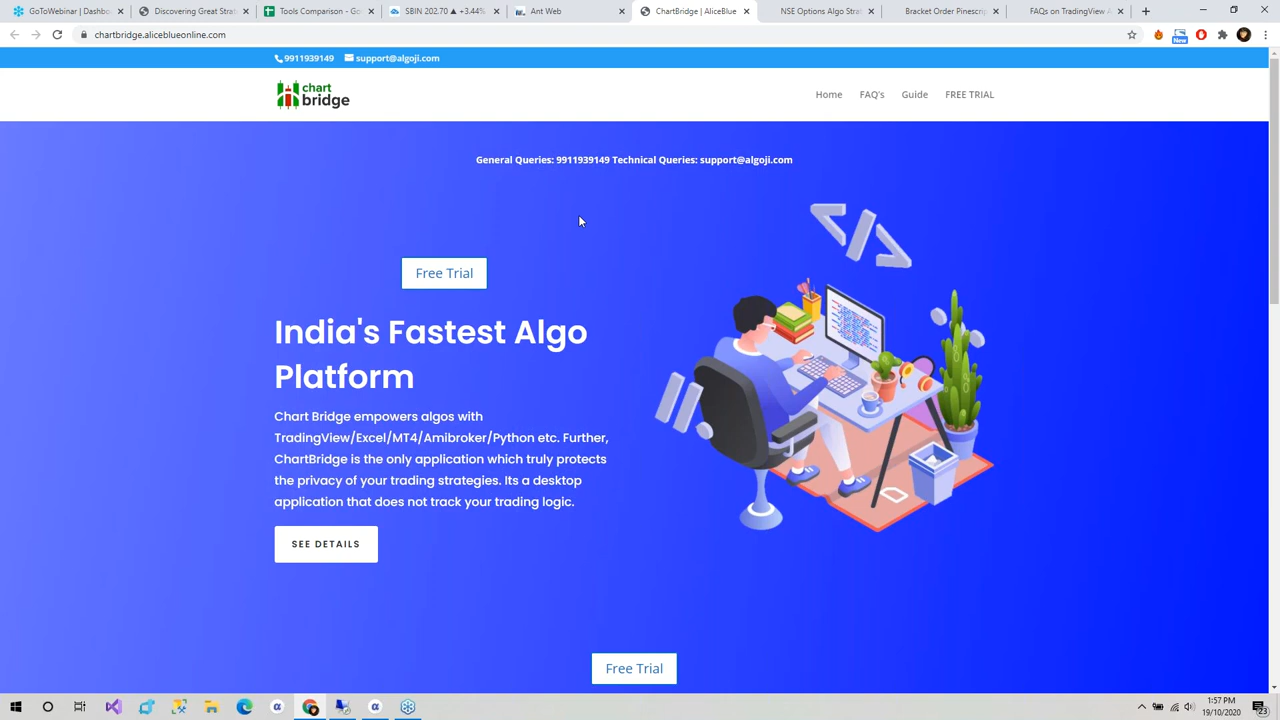 GoToWebinar | Dashbo
Discovering Great Strate
Tools Comparison - Goo
SBIN 202.70 ▲ +3.44%
Ant Web
ChartBridge | AliceBlue
NSE Options Algo Strat
Bracket Order Pinescrip
FAQs on TradingView A
chartbridge.aliceblueonline.com
New
9911939149
support@algoji.com
chart
bridge
Home
FAQ's
Guide
FREE TRIAL
General Queries: 9911939149 Technical Queries: support@algoji.com
Free Trial
India's Fastest Algo
Platform
Chart Bridge empowers algos with
TradingView/Excel/MT4/Amibroker/Python etc. Further,
ChartBridge is the only application which truly protects
the privacy of your trading strategies. Its a desktop
application that does not track your trading logic.
SEE DETAILS
Free Trial
1:57 PM
19/10/2020
23